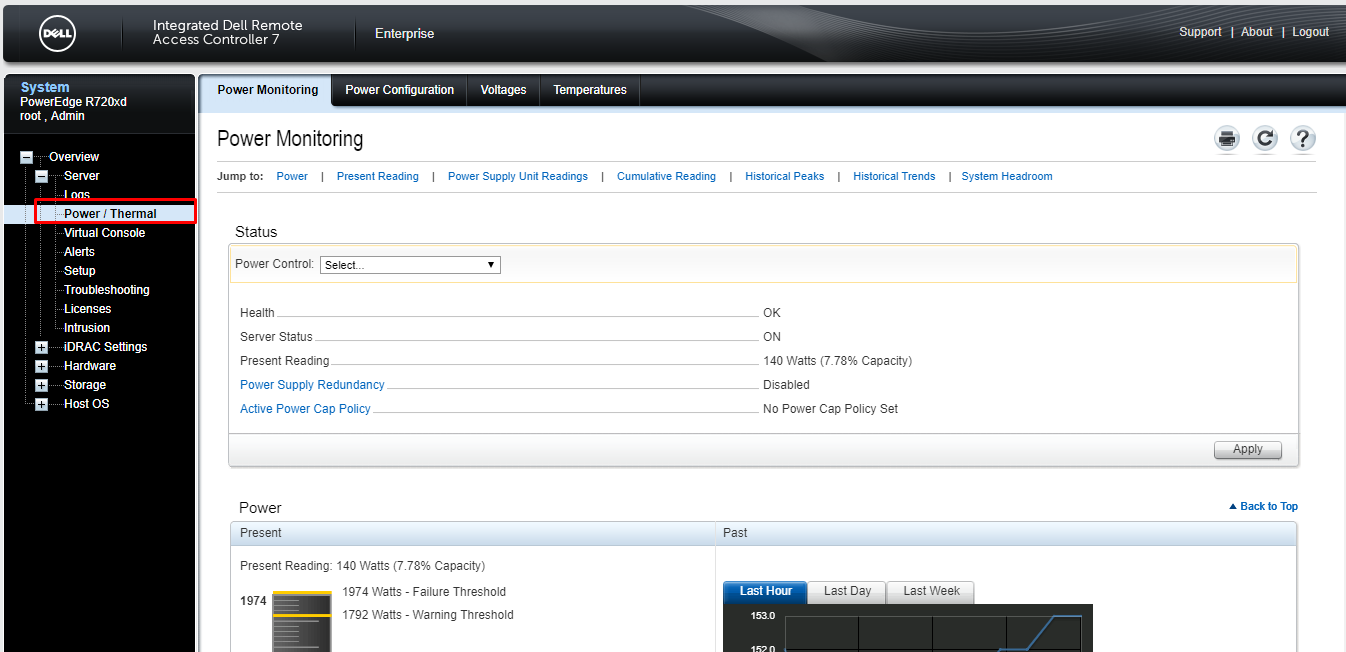 DELL
Integrated Dell Remote
Access Controller 7
Enterprise
Support | About | Logout
System
PowerEdge R720xd
root , Admin
Overview
Server
Logs
Power / Thermal
Virtual Console
Alerts
Setup
Troubleshooting
Licenses
Intrusion
iDRAC Settings
Hardware
Storage
Host OS
Power Monitoring
Power Configuration
Voltages
Temperatures
Power Monitoring
Jump to: Power | Present Reading | Power Supply Unit Readings | Cumulative Reading | Historical Peaks | Historical Trends | System Headroom
Status
Power Control: Select...
Health OK
Server Status ON
Present Reading 140 Watts (7.78% Capacity)
Power Supply Redundancy Disabled
Active Power Cap Policy No Power Cap Policy Set
Apply
Power
Back to Top
Present
Past
Present Reading: 140 Watts (7.78% Capacity)
1974
1974 Watts - Failure Threshold
1792 Watts - Warning Threshold
Last Hour
Last Day
Last Week
153.0
152.0